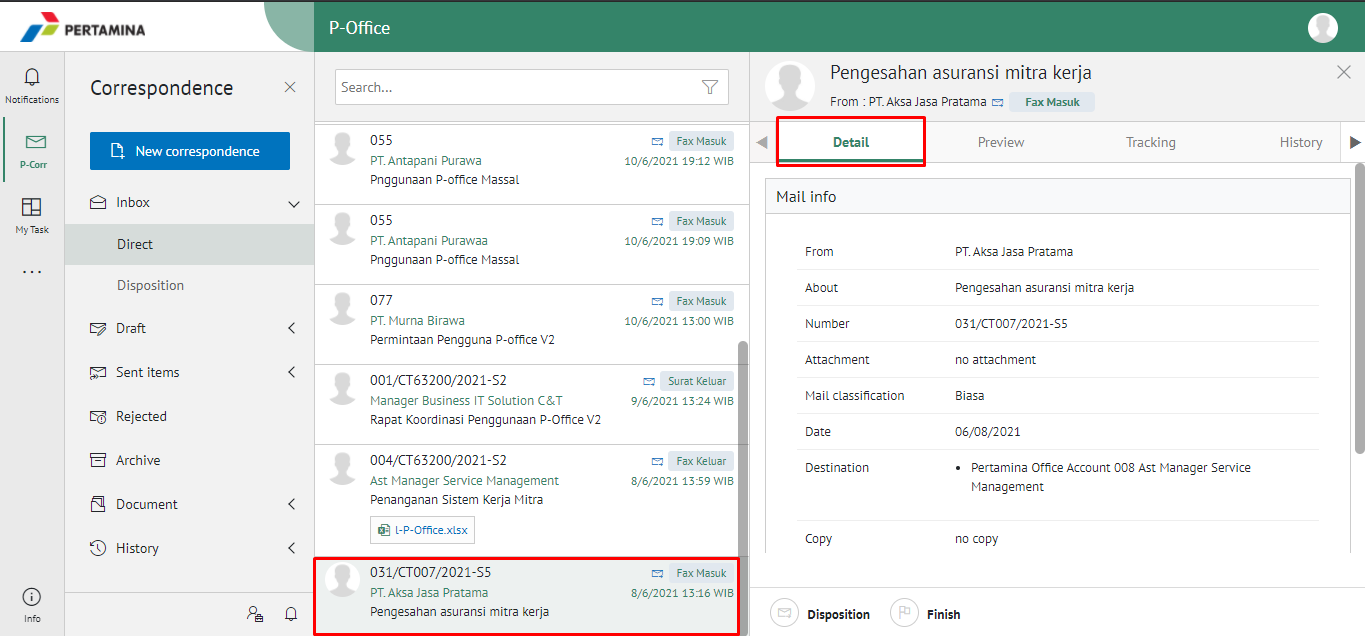 PERTAMINA
P-Office
Notifications
P-Corr
My Task
Info
Correspondence
New correspondence
Inbox
Direct
Disposition
Draft
Sent items
Rejected
Archive
Document
History
Search...
055
Fax Masuk
PT. Antapani Purawa
10/6/2021 19:12 WIB
Pnggunaan P-office Massal
055
Fax Masuk
PT. Antapani Purawaa
10/6/2021 19:09 WIB
Pnggunaan P-office Massal
077
Fax Masuk
PT. Murna Birawa
10/6/2021 13:00 WIB
Permintaan Pengguna P-office V2
001/CT63200/2021-S2
Surat Keluar
Manager Business IT Solution C&T
9/6/2021 13:24 WIB
Rapat Koordinasi Penggunaan P-Office V2
004/CT63200/2021-S2
Fax Keluar
Ast Manager Service Management
8/6/2021 13:59 WIB
Penanganan Sistem Kerja Mitra
l-P-Office.xlsx
031/CT007/2021-S5
Fax Masuk
PT. Aksa Jasa Pratama
8/6/2021 13:16 WIB
Pengesahan asuransi mitra kerja
Pengesahan asuransi mitra kerja
From : PT. Aksa Jasa Pratama
Fax Masuk
Detail
Preview
Tracking
History
Mail info
From
PT. Aksa Jasa Pratama
About
Pengesahan asuransi mitra kerja
Number
031/CT007/2021-S5
Attachment
no attachment
Mail classification
Biasa
Date
06/08/2021
Destination
• Pertamina Office Account 008 Ast Manager Service
Management
Copy
no copy
Disposition
Finish